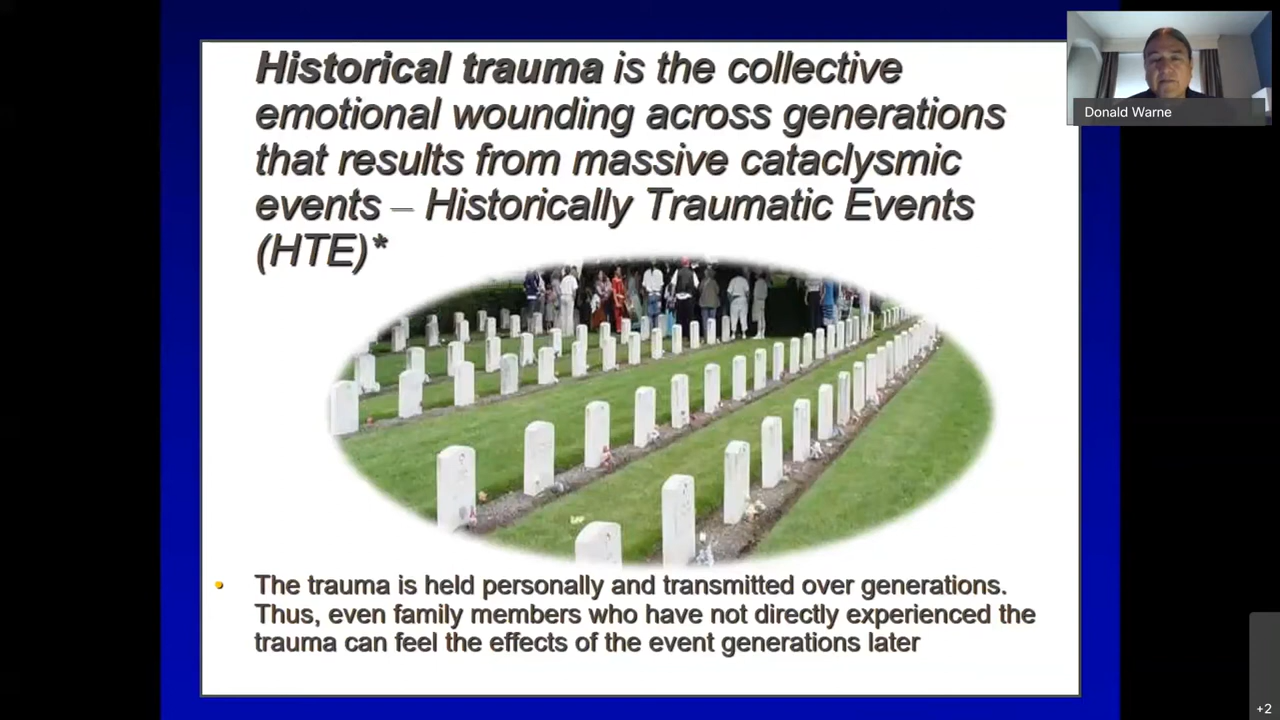 Historical trauma is the collective
emotional wounding across generations
that results from massive cataclysmic
events – Historically Traumatic Events
(HTE)*
Donald Warne
• The trauma is held personally and transmitted over generations.
Thus, even family members who have not directly experienced the
trauma can feel the effects of the event generations later
+2